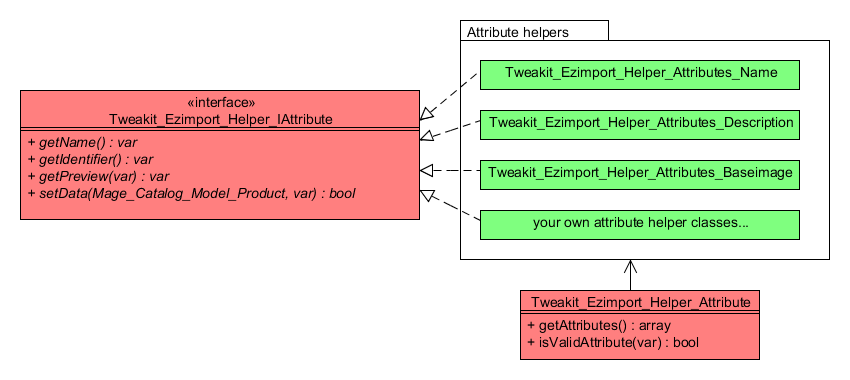 Attribute helpers
Tweakit_Ezimport_Helper_Attributes_Name
«interface»
Tweakit_Ezimport_Helper_IAttribute
Tweakit_Ezimport_Helper_Attributes_Description
+ getName() : var
+ getIdentifier() : var
+ getPreview(var) : var
+ setData(Mage_Catalog_Model_Product, var) : bool
Tweakit_Ezimport_Helper_Attributes_Baseimage
your own attribute helper classes...
Tweakit_Ezimport_Helper_Attribute
+ getAttributes() : array
+ isValidAttribute(var) : bool